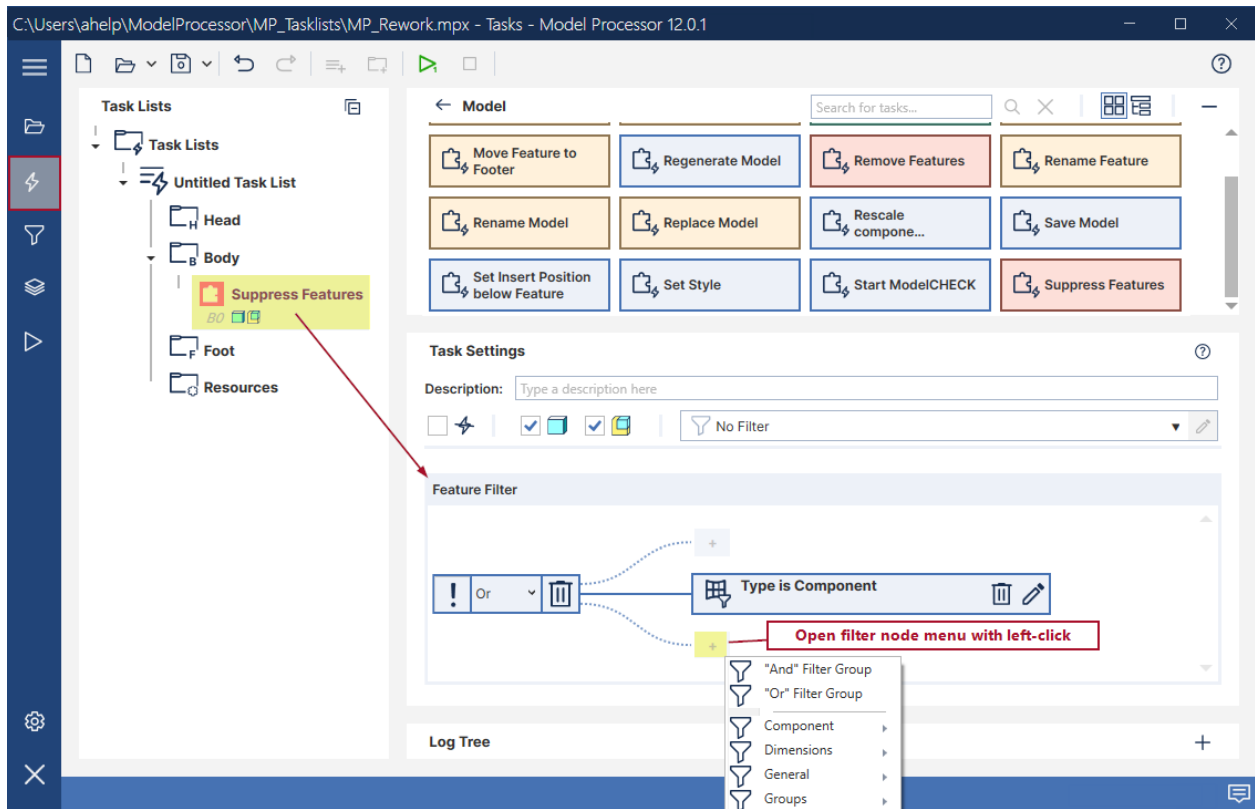 C:\Users\ahelp\ModelProcessor\MP_Tasklists\MP_Rework.mpx - Tasks - Model Processor 12.0.1
Task Lists
Task Lists
Untitled Task List
H Head
B Body
Suppress Features
BO
F Foot
Resources
Model
Search for tasks...
Move Feature to
Footer
Regenerate Model
Remove Features
Rename Feature
Rename Model
Replace Model
Rescale
compone...
Save Model
Set Insert Position
below Feature
Set Style
Start ModelCHECK
Suppress Features
Task Settings
Description:
Type a description here
No Filter
Feature Filter
+
! Or
Type is Component
+
Open filter node menu with left-click
"And" Filter Group
"Or" Filter Group
Component
Dimensions
General
Groups
Log Tree